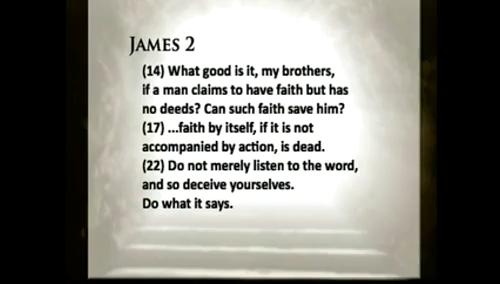 JAMES 2
(14) What good is it, my brothers,
if a man claims to have faith but has
no deeds? Can such faith save him?
(17) ...faith by itself, if it is not
accompanied by action, is dead.
(22) Do not merely listen to the word,
and so deceive yourselves.
Do what it says.